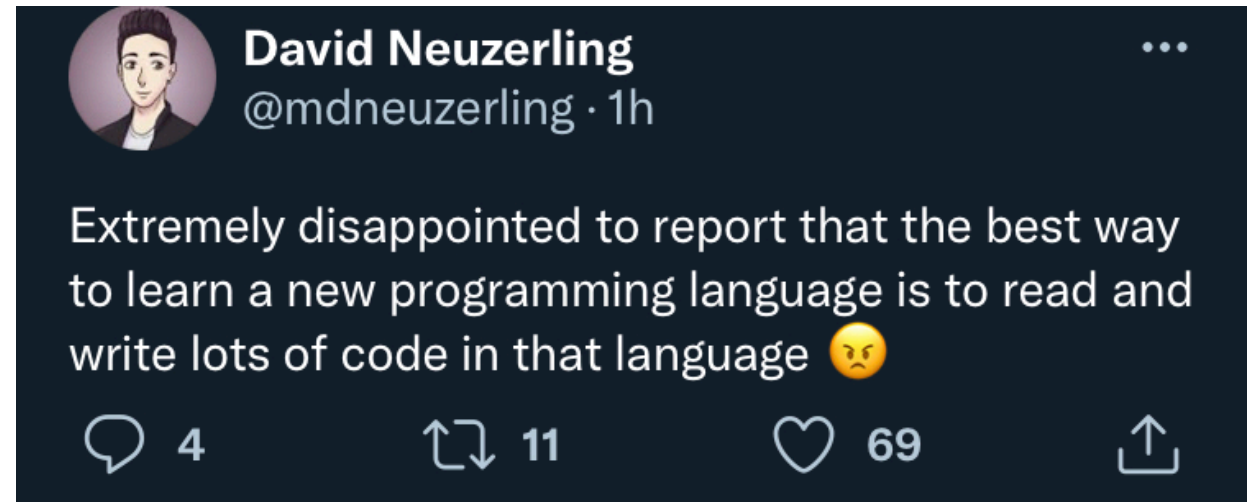 David Neuzerling
@mdneuzerling · 1h
Extremely disappointed to report that the best way
to learn a new programming language is to read and
write lots of code in that language 😠
4 11 69